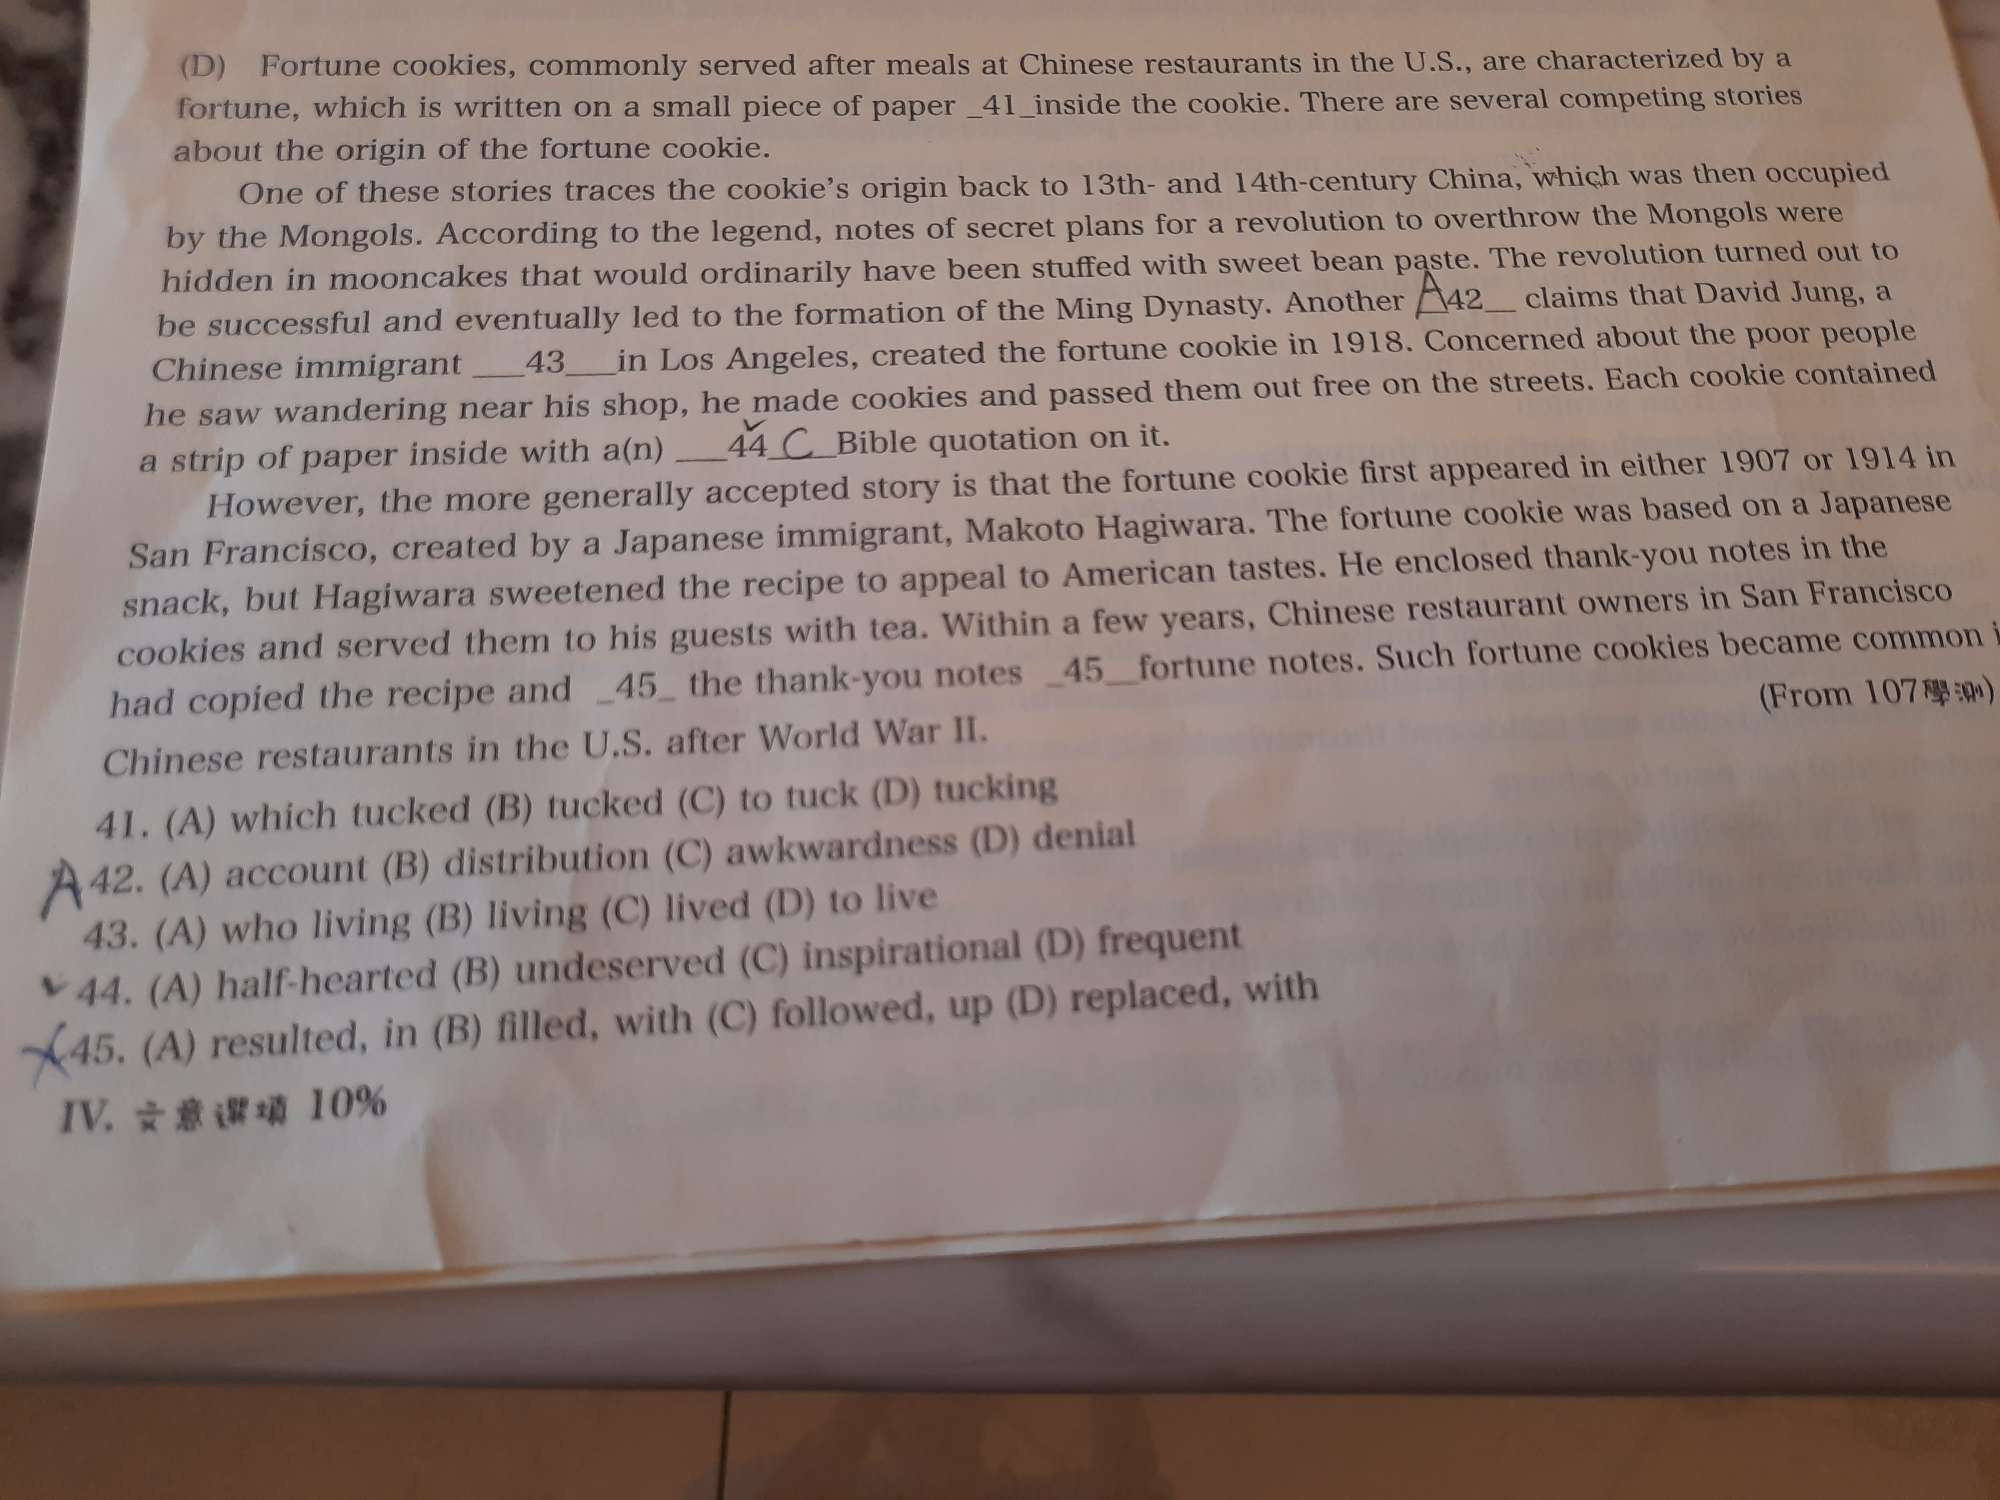 (D) Fortune cookies, commonly served after meals at Chinese restaurants in the U.S., are characterized by a
fortune, which is written on a small piece of paper _41_inside the cookie. There are several competing stories
about the origin of the fortune cookie.
One of these stories traces the cookie's origin back to 13th- and 14th-century China, which was then occupied
by the Mongols. According to the legend, notes of secret plans for a revolution to overthrow the Mongols were
hidden in mooncakes that would ordinarily have been stuffed with sweet bean paste. The revolution turned out to
be successful and eventually led to the formation of the Ming Dynasty. Another A42__ claims that David Jung, a
Chinese immigrant ___43___in Los Angeles, created the fortune cookie in 1918. Concerned about the poor people
he saw wandering near his shop, he made cookies and passed them out free on the streets. Each cookie contained
a strip of paper inside with a(n) ___44 C__Bible quotation on it.
However, the more generally accepted story is that the fortune cookie first appeared in either 1907 or 1914 in
San Francisco, created by a Japanese immigrant, Makoto Hagiwara. The fortune cookie was based on a Japanese
snack, but Hagiwara sweetened the recipe to appeal to American tastes. He enclosed thank-you notes in the
cookies and served them to his guests with tea. Within a few years, Chinese restaurant owners in San Francisco
had copied the recipe and _45_ the thank-you notes _45__fortune notes. Such fortune cookies became common i
Chinese restaurants in the U.S. after World War II.
(From 107學測)
41. (A) which tucked (B) tucked (C) to tuck (D) tucking
A 42. (A) account (B) distribution (C) awkwardness (D) denial
43. (A) who living (B) living (C) lived (D) to live
44. (A) half-hearted (B) undeserved (C) inspirational (D) frequent
45. (A) resulted, in (B) filled, with (C) followed, up (D) replaced, with
IV. 文意選填 10%